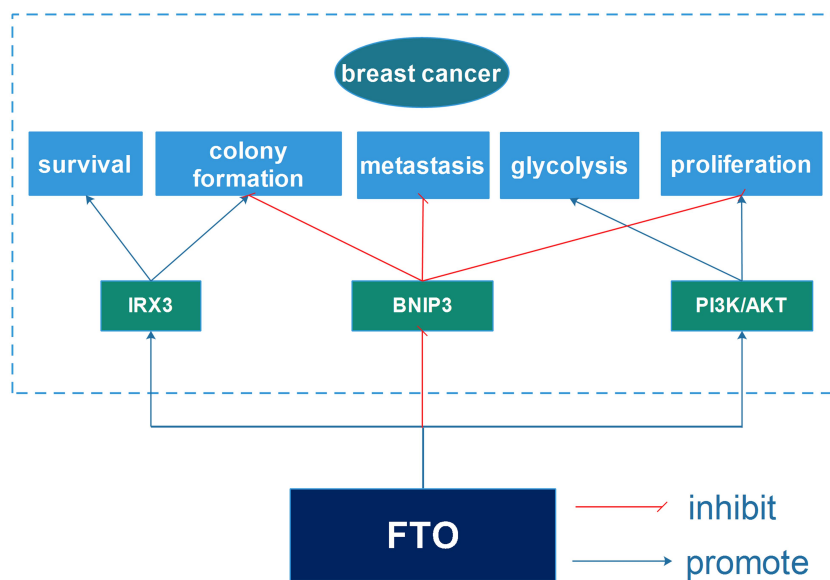 breast cancer
survival
colony
formation
metastasis
glycolysis
proliferation
IRX3
BNIP3
PI3K/AKT
FTO
inhibit
promote